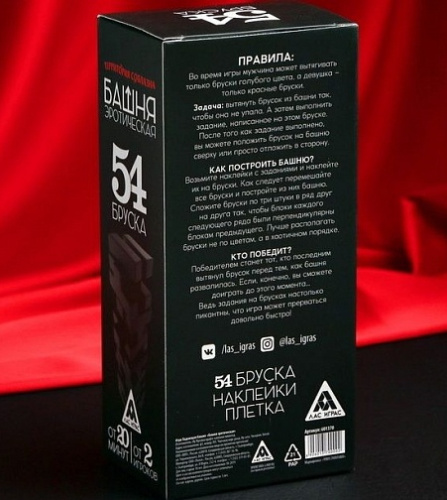 54
БРУСКА
БАШНЯ
ЭРОТИЧЕСКАЯ
54
БРУСКА
ОТ 20
МИНУТ
ОТ 2
ИГРОКОВ
ПРАВИЛА:
Во время игры мужчина может вытягивать
только бруски голубого цвета, а девушка –
только красные бруски.
Задача: вытянуть брусок из башни так,
чтобы она не упала. А затем выполнить
задание, написанное на этом бруске.
После того как задание выполнено,
вы можете положить брусок на башню
сверху или просто отложить в сторону.
КАК ПОСТРОИТЬ БАШНЮ?
Возьмите наклейки с заданиями и наклейте
их на бруски. Как следует перемешайте
все бруски и постройте из них башню.
Сложите бруски по три штуки в ряд друг
на друга так, чтобы блоки каждого
следующего ряда были перпендикулярны
блокам предыдущего. Лучше располагать
бруски не по цветам, а в хаотичном порядке.
КТО ПОБЕДИТ?
Победителем станет тот, кто последним
вытянул брусок перед тем, как башня
развалилась. Если, конечно, вы сможете
доиграть до этого момента...
Ведь задания на брусках настолько
пикантны, что игра может прерваться
довольно быстро!
/las_igras
@las_igras
54 БРУСКА
НАКЛЕЙКИ
ПЛЕТКА
ЛАС ИГРАС
21
PAP